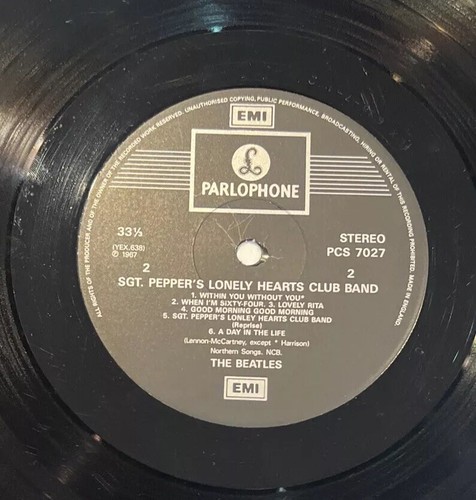 ALL RIGHTS OF THE PRODUCER AND OF THE OWNER OF THE RECORDED WORK RESERVED. UNAUTHORISED COPYING, PUBLIC PERFORMANCE, BROADCASTING, HIRING OR RENTAL OF THIS RECORDING PROHIBITED. MADE IN ENGLAND.
EMI
£
PARLOPHONE
33⅓
STEREO
(YEX.638)
PCS 7027
℗ 1967
2
2
SGT. PEPPER'S LONELY HEARTS CLUB BAND
1. WITHIN YOU WITHOUT YOU*
2. WHEN I'M SIXTY-FOUR. 3. LOVELY RITA
4. GOOD MORNING GOOD MORNING
5. SGT. PEPPER'S LONLEY HEARTS CLUB BAND
(Reprise)
6. A DAY IN THE LIFE
(Lennon-McCartney, except * Harrison)
Northern Songs. NCB.
THE BEATLES
EMI